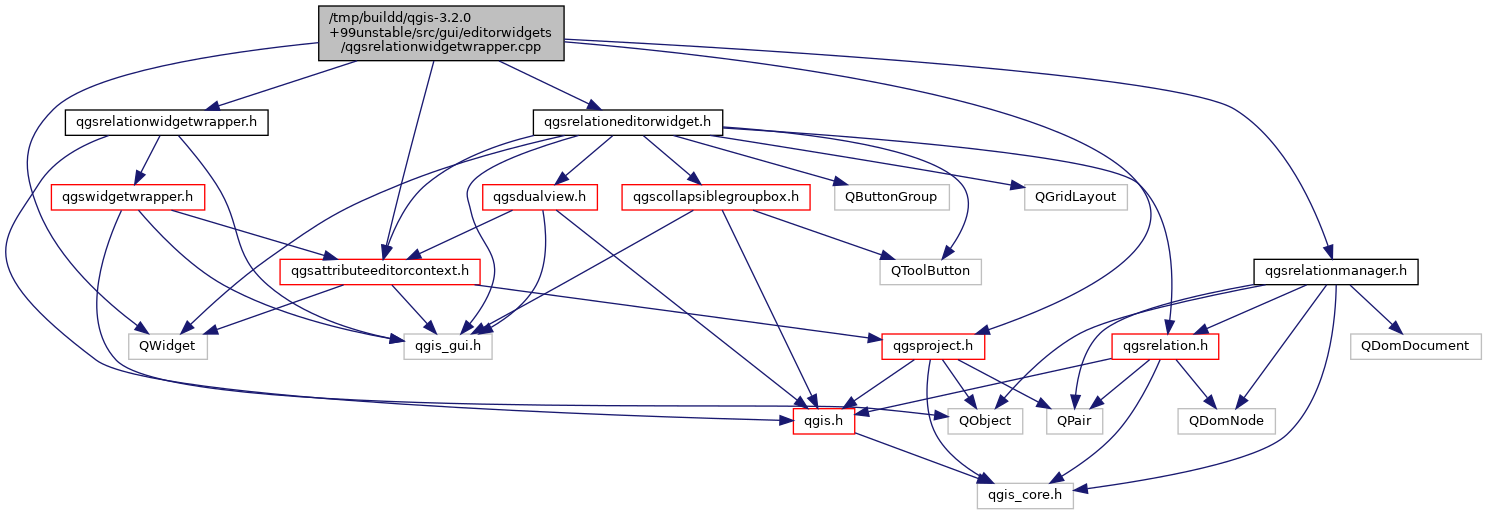 /tmp/buildd/qgis-3.2.0
+99unstable/src/gui/editorwidgets
/qgsrelationwidgetwrapper.cpp
qgsrelationwidgetwrapper.h
qgsrelationeditorwidget.h
qgswidgetwrapper.h
qgsdualview.h
qgscollapsiblegroupbox.h
QButtonGroup
QGridLayout
qgsattributeeditorcontext.h
QToolButton
qgsrelationmanager.h
QWidget
qgis_gui.h
qgsproject.h
qgsrelation.h
QDomDocument
qgis.h
QObject
QPair
QDomNode
qgis_core.h